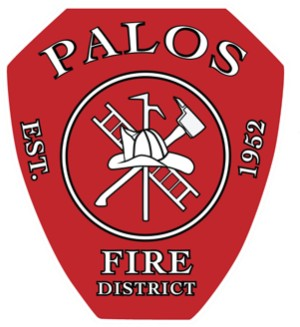 PALOS
EST.
1952
FIRE
DISTRICT